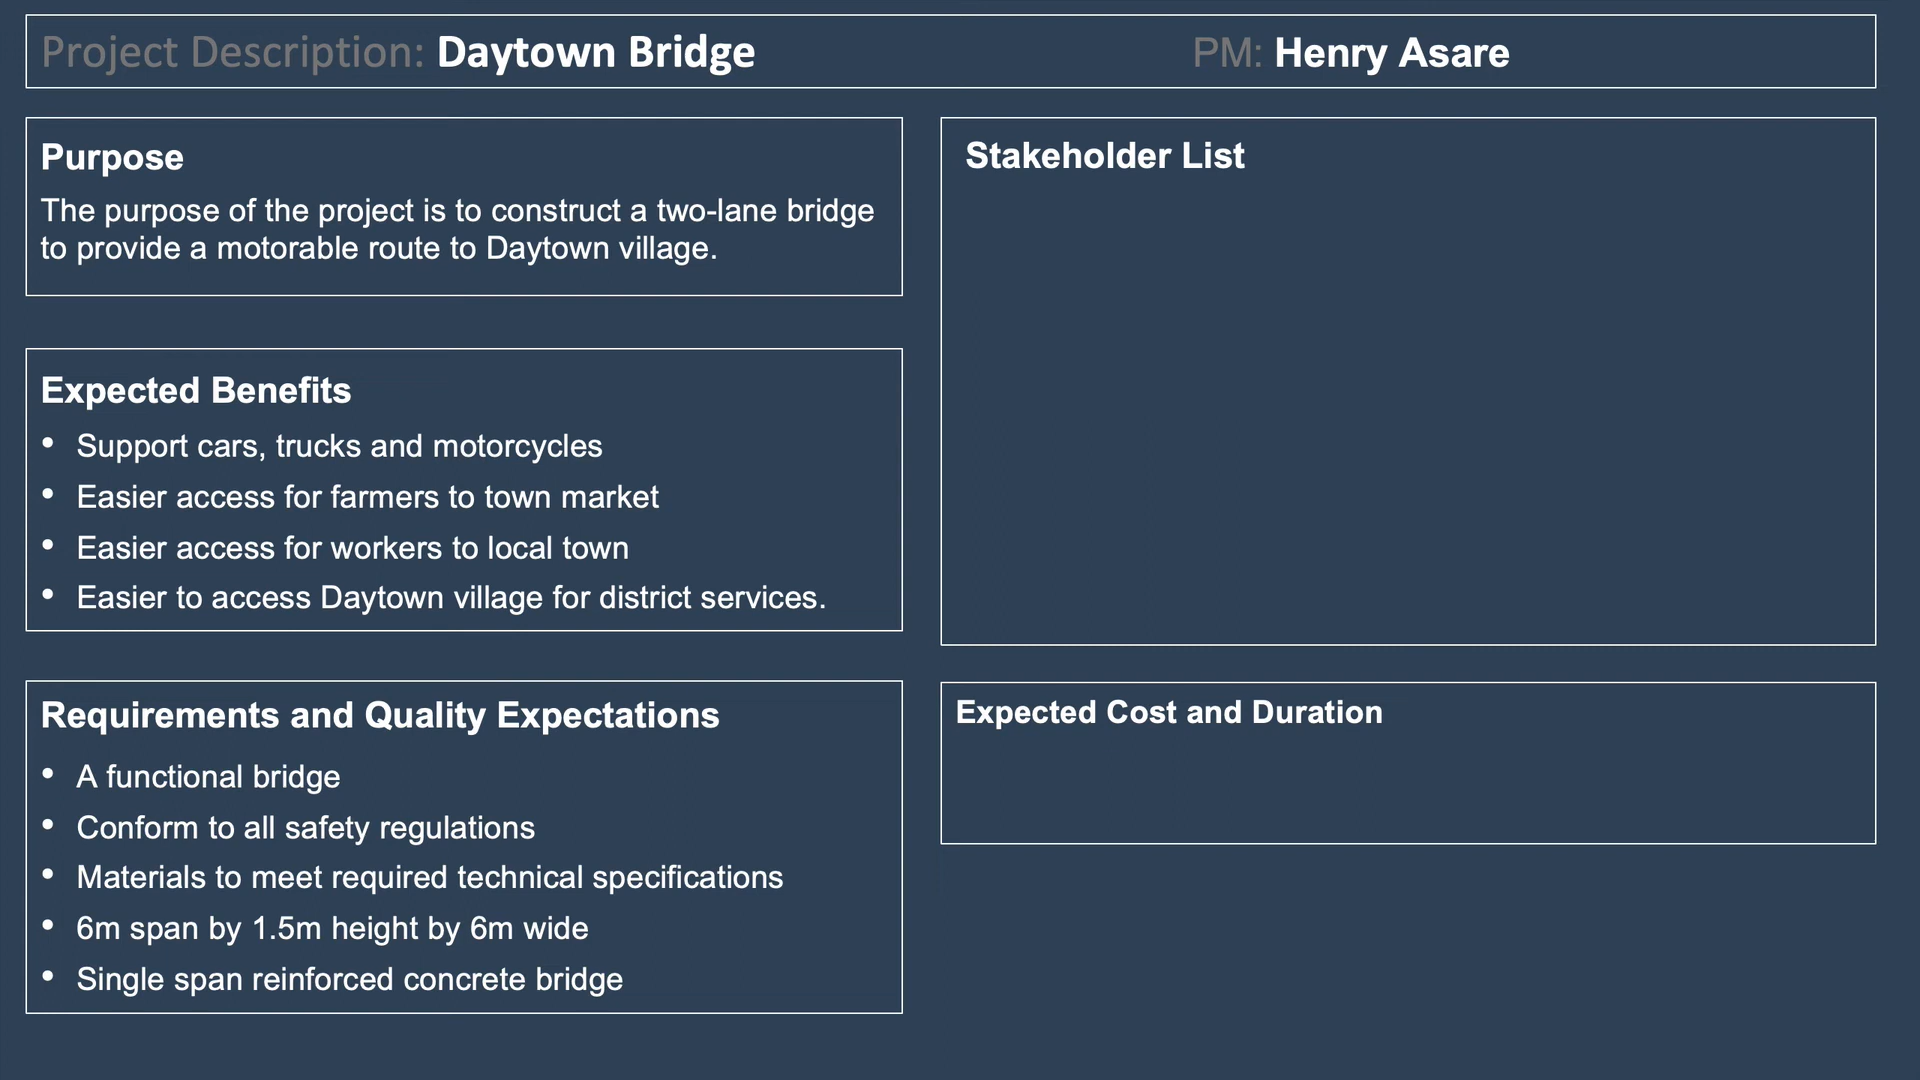 Project Description: Daytown Bridge
PM: Henry Asare
Purpose
The purpose of the project is to construct a two-lane bridge
to provide a motorable route to Daytown village.
Expected Benefits
• Support cars, trucks and motorcycles
• Easier access for farmers to town market
• Easier access for workers to local town
• Easier to access Daytown village for district services.
Requirements and Quality Expectations
• A functional bridge
• Conform to all safety regulations
• Materials to meet required technical specifications
• 6m span by 1.5m height by 6m wide
• Single span reinforced concrete bridge
Stakeholder List
Expected Cost and Duration